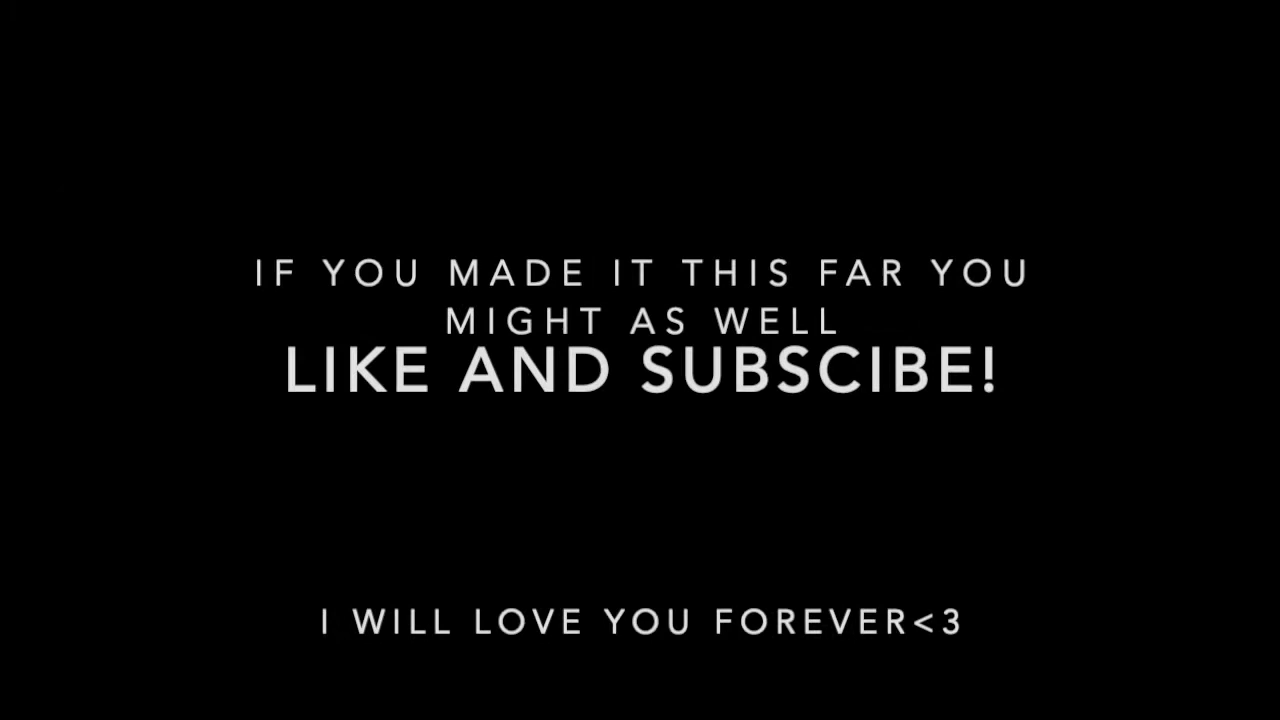 IF YOU MADE IT THIS FAR YOU
MIGHT AS WELL
LIKE AND SUBSCIBE!
I WILL LOVE YOU FOREVER<3